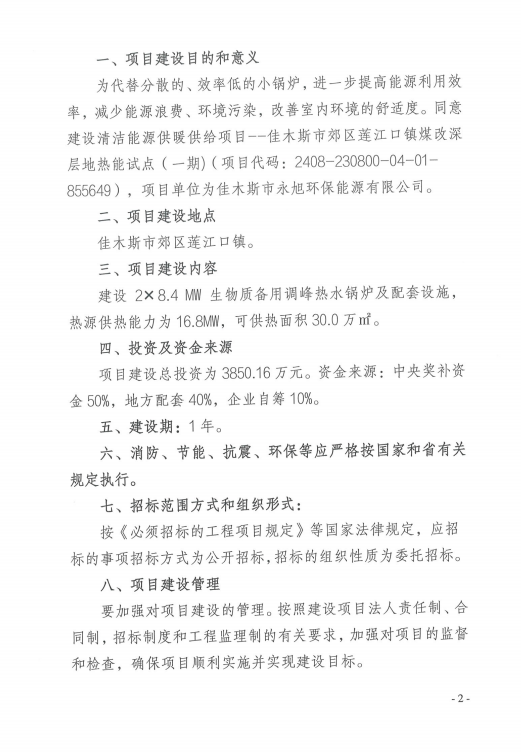 一、项目建设目的和意义
为代替分散的、效率低的小锅炉，进一步提高能源利用效
率，减少能源浪费、环境污染，改善室内环境的舒适度。同意
建设清洁能源供暖供给项目--佳木斯市郊区莲江口镇煤改深
层地热能试点（一期)(项目代码：2408-230800-04-01-
855649），项目单位为佳木斯市永旭环保能源有限公司。
二、项目建设地点
佳木斯市郊区莲江口镇。
三、项目建设内容
建设 2×8.4 MW 生物质备用调峰热水锅炉及配套设施，
热源供热能力为16.8MW，可供热面积 30.0 万㎡。
四、投资及资金来源
项目建设总投资为 3850.16 万元。资金来源：中央奖补资
金50%，地方配套 40%，企业自筹10%。
五、建设期：1 年。
六、消防、节能、抗震、环保等应严格按国家和省有关
规定执行。
七、招标范围方式和组织形式：
按《必须招标的工程项目规定》等国家法律规定，应招
标的事项招标方式为公开招标，招标的组织性质为委托招标。
八、项目建设管理
要加强对项目建设的管理。按照建设项目法人责任制、合
同制，招标制度和工程监理制的有关要求，加强对项目的监督
和检查，确保项目顺利实施并实现建设目标。
- 2 -